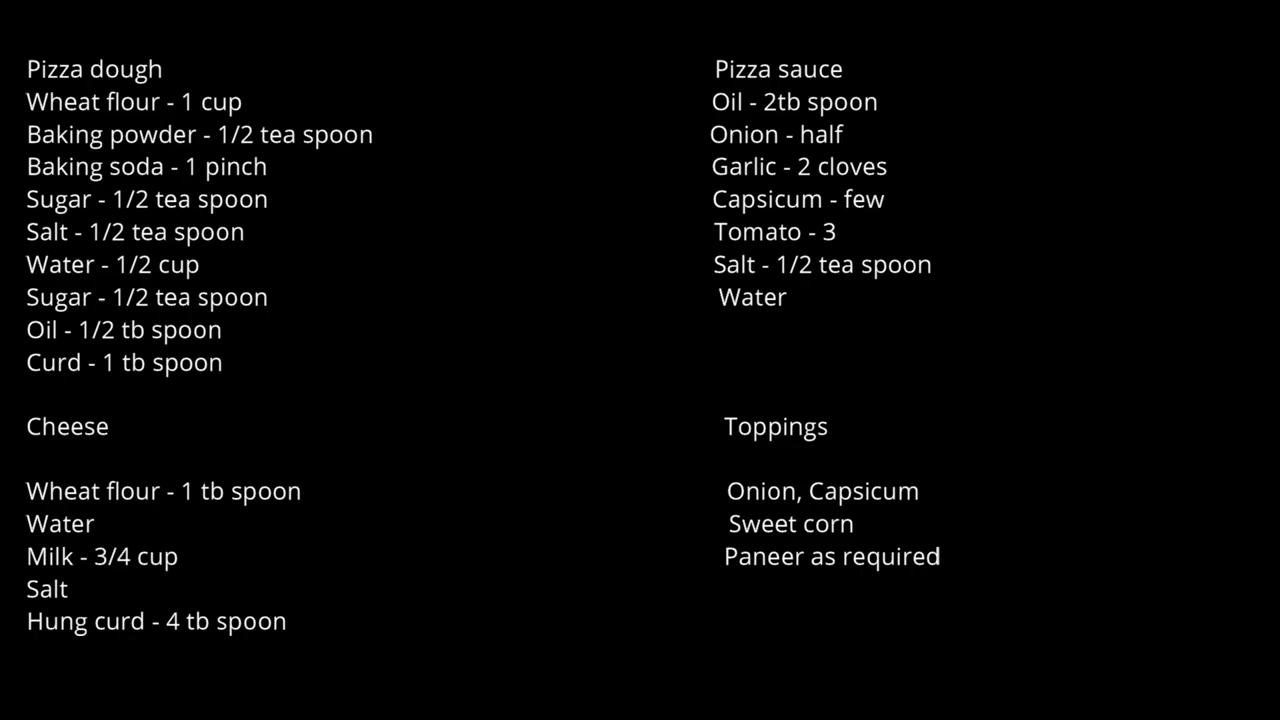 Pizza dough
Wheat flour - 1 cup
Baking powder - 1/2 tea spoon
Baking soda - 1 pinch
Sugar - 1/2 tea spoon
Salt - 1/2 tea spoon
Water - 1/2 cup
Sugar - 1/2 tea spoon
Oil - 1/2 tb spoon
Curd - 1 tb spoon
Pizza sauce
Oil - 2tb spoon
Onion - half
Garlic - 2 cloves
Capsicum - few
Tomato - 3
Salt - 1/2 tea spoon
Water
Cheese
Wheat flour - 1 tb spoon
Water
Milk - 3/4 cup
Salt
Hung curd - 4 tb spoon
Toppings
Onion, Capsicum
Sweet corn
Paneer as required